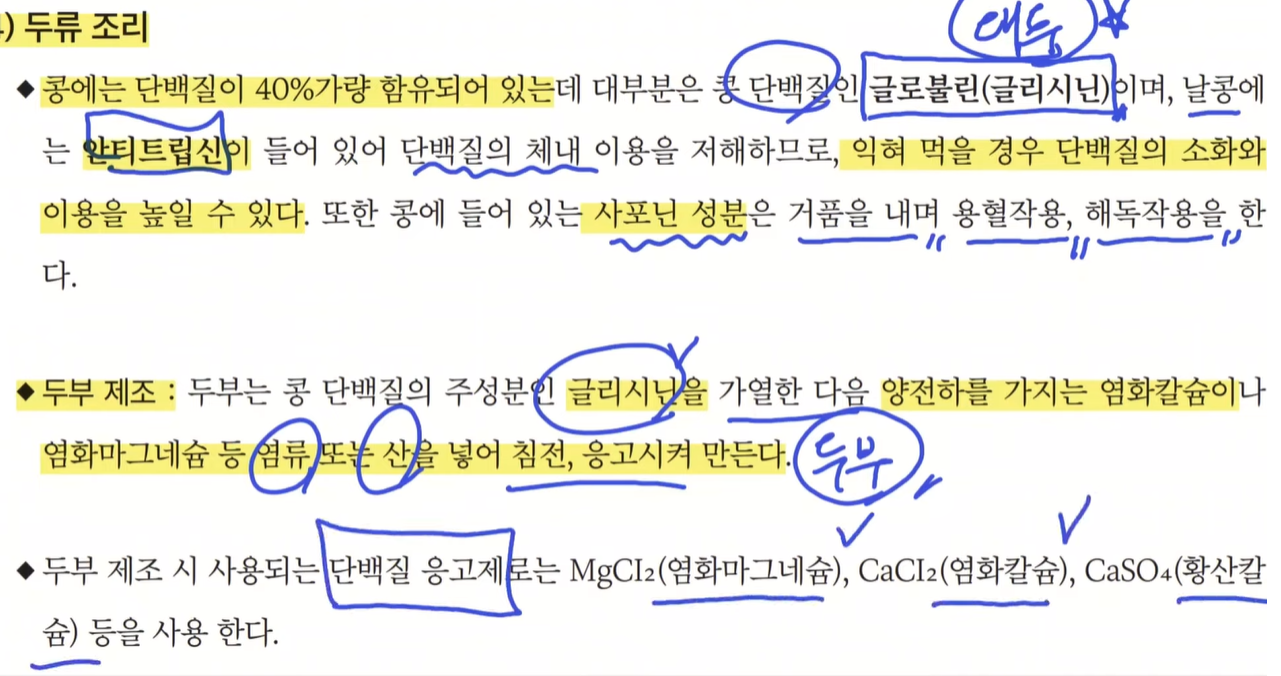 4) 두류 조리
대두
◆ 콩에는 단백질이 40%가량 함유되어 있는데 대부분은 콩 단백질인 글로불린(글리시닌)이며, 날콩에
는 안티트립신이 들어 있어 단백질의 체내 이용을 저해하므로, 익혀 먹을 경우 단백질의 소화와
이용을 높일 수 있다. 또한 콩에 들어 있는 사포닌 성분은 거품을 내며 용혈작용, 해독작용을 한
다.
◆ 두부 제조 : 두부는 콩 단백질의 주성분인 글리시닌을 가열한 다음 양전하를 가지는 염화칼슘이나
염화마그네슘 등 염류 또는 산을 넣어 침전, 응고시켜 만든다. 두부
◆ 두부 제조 시 사용되는 단백질 응고제로는 MgCI₂(염화마그네슘), CaCI₂(염화칼슘), CaSO₄(황산칼
슘) 등을 사용 한다.